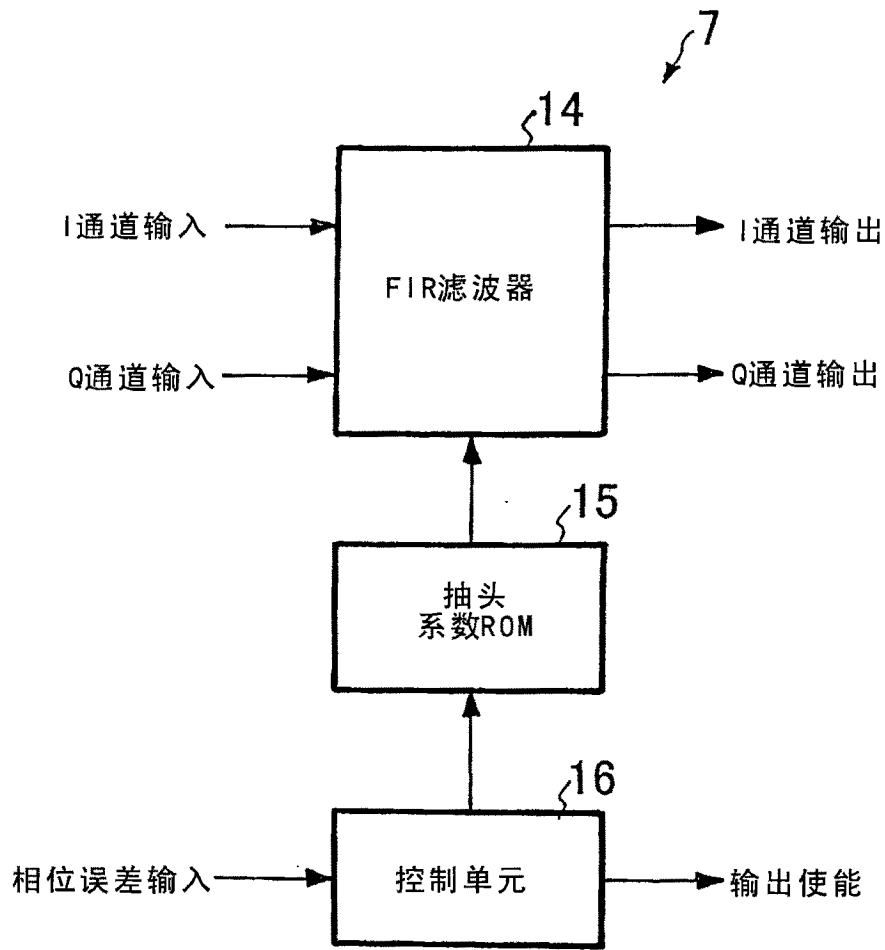 7
14
I通道输入
I通道输出
FIR滤波器
Q通道输入
Q通道输出
15
抽头
系数ROM
16
相位误差输入
控制单元
输出使能